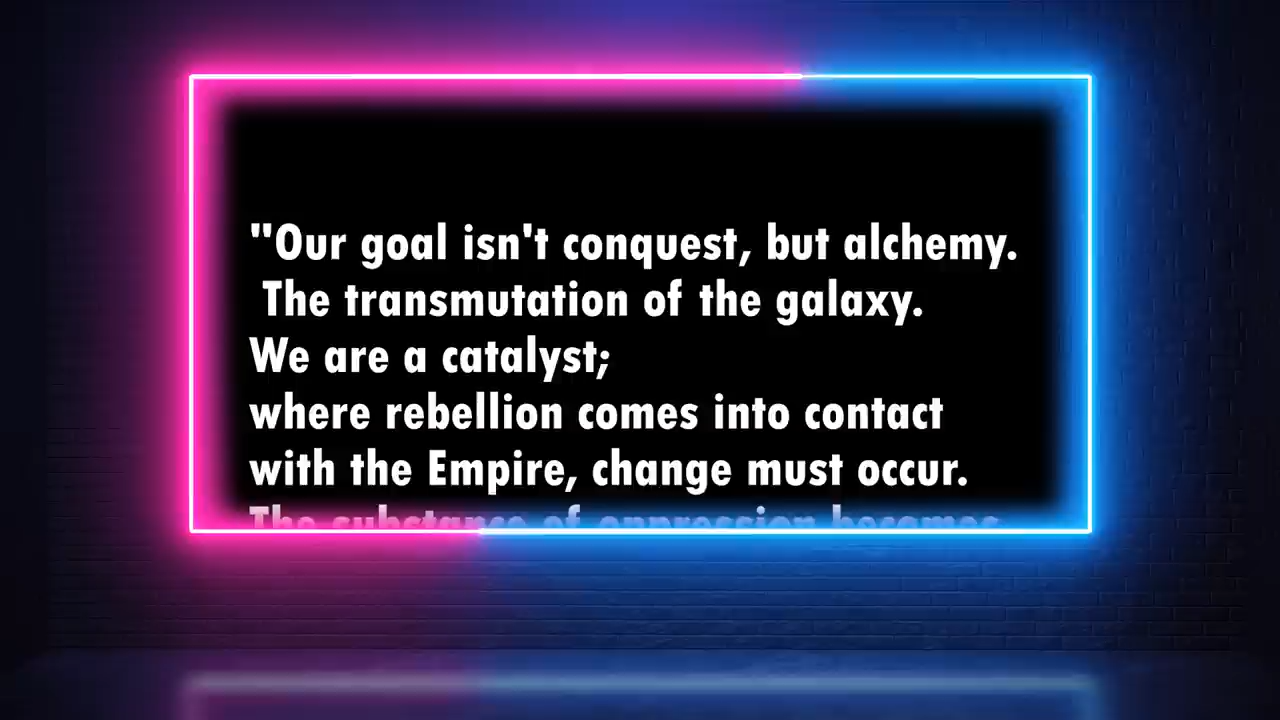 "Our goal isn't conquest, but alchemy.
The transmutation of the galaxy.
We are a catalyst;
where rebellion comes into contact
with the Empire, change must occur.
The substance of oppression becomes